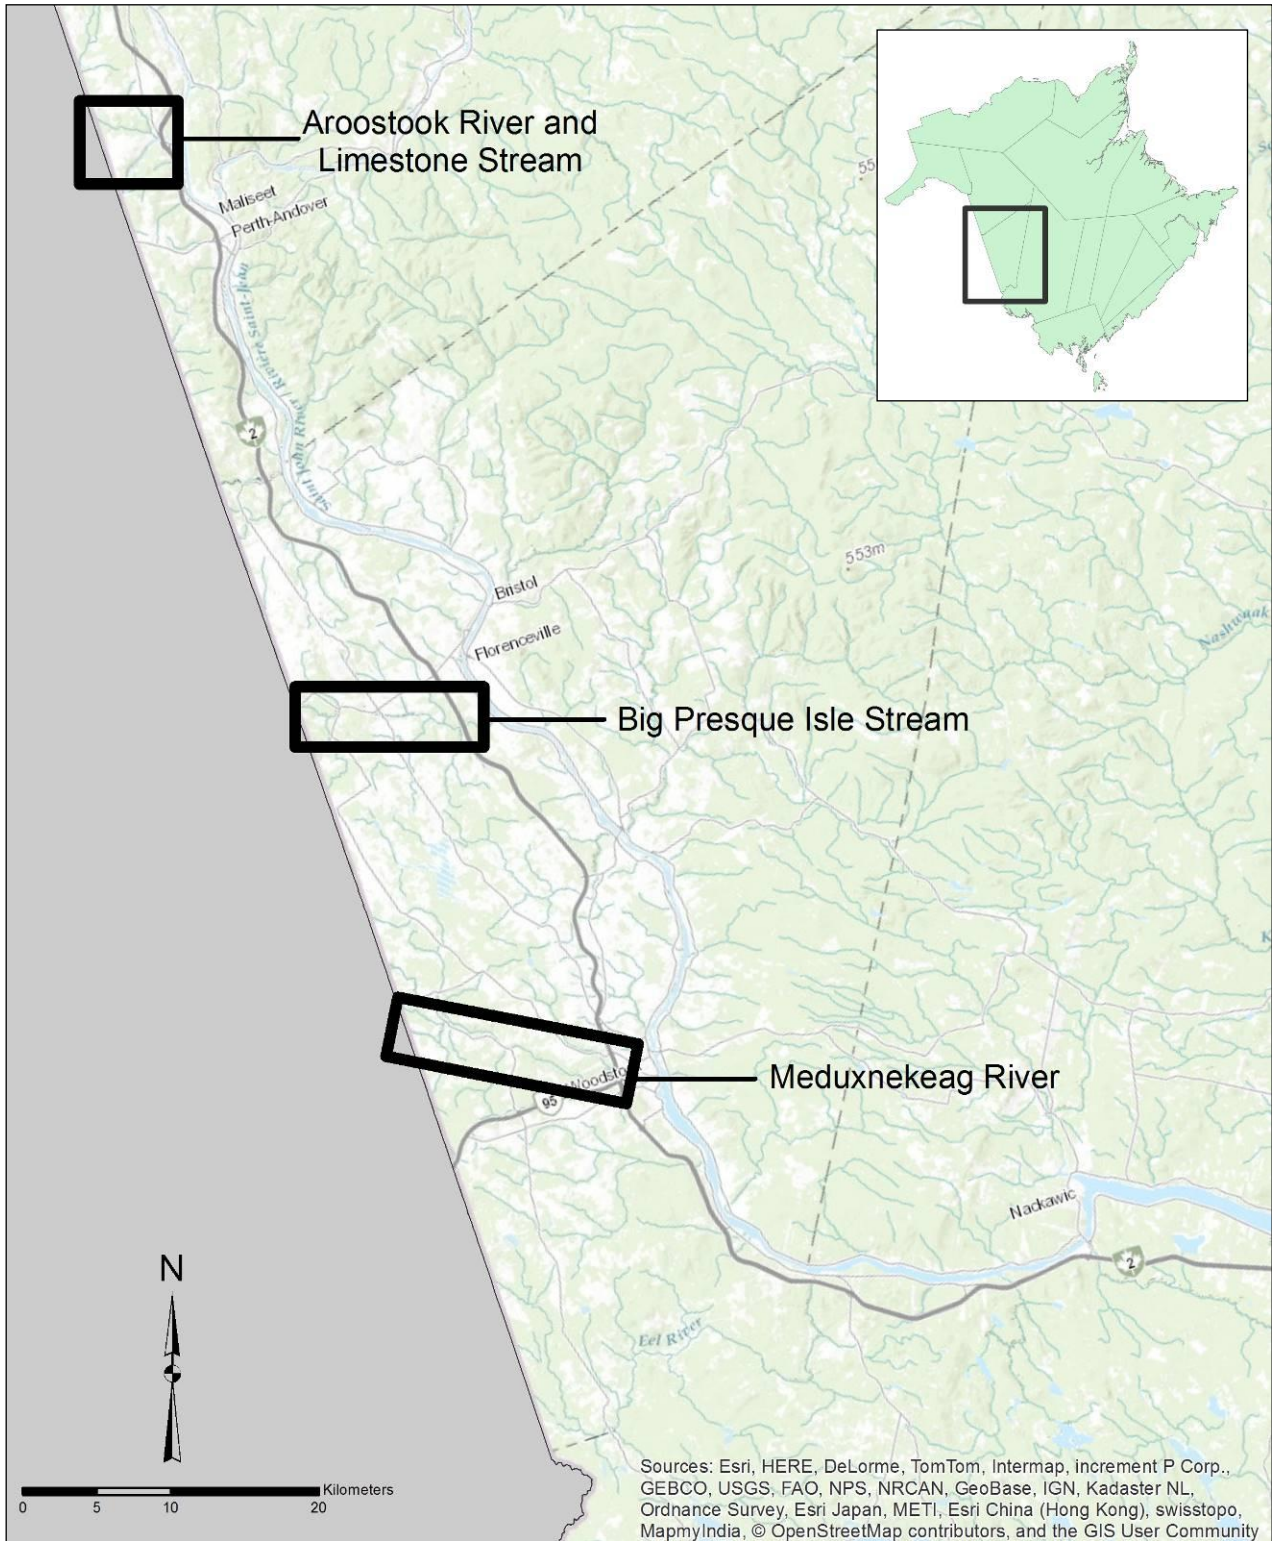 Aroostook River and
Limestone Stream
Maliseet
Perth-Andover
Saint John River / Rivière Saint-Jean
2
Bristol
553m
Florenceville
Big Presque Isle Stream
95
Meduxnekeag River
Nackawic
2
N
Eel River
Kilometers
0 5 10 20
Sources: Esri, HERE, DeLorme, TomTom, Intermap, increment P Corp.,
GEBCO, USGS, FAO, NPS, NRCAN, GeoBase, IGN, Kadaster NL,
Ordnance Survey, Esri Japan, METI, Esri China (Hong Kong), swisstopo,
MapmyIndia, © OpenStreetMap contributors, and the GIS User Community